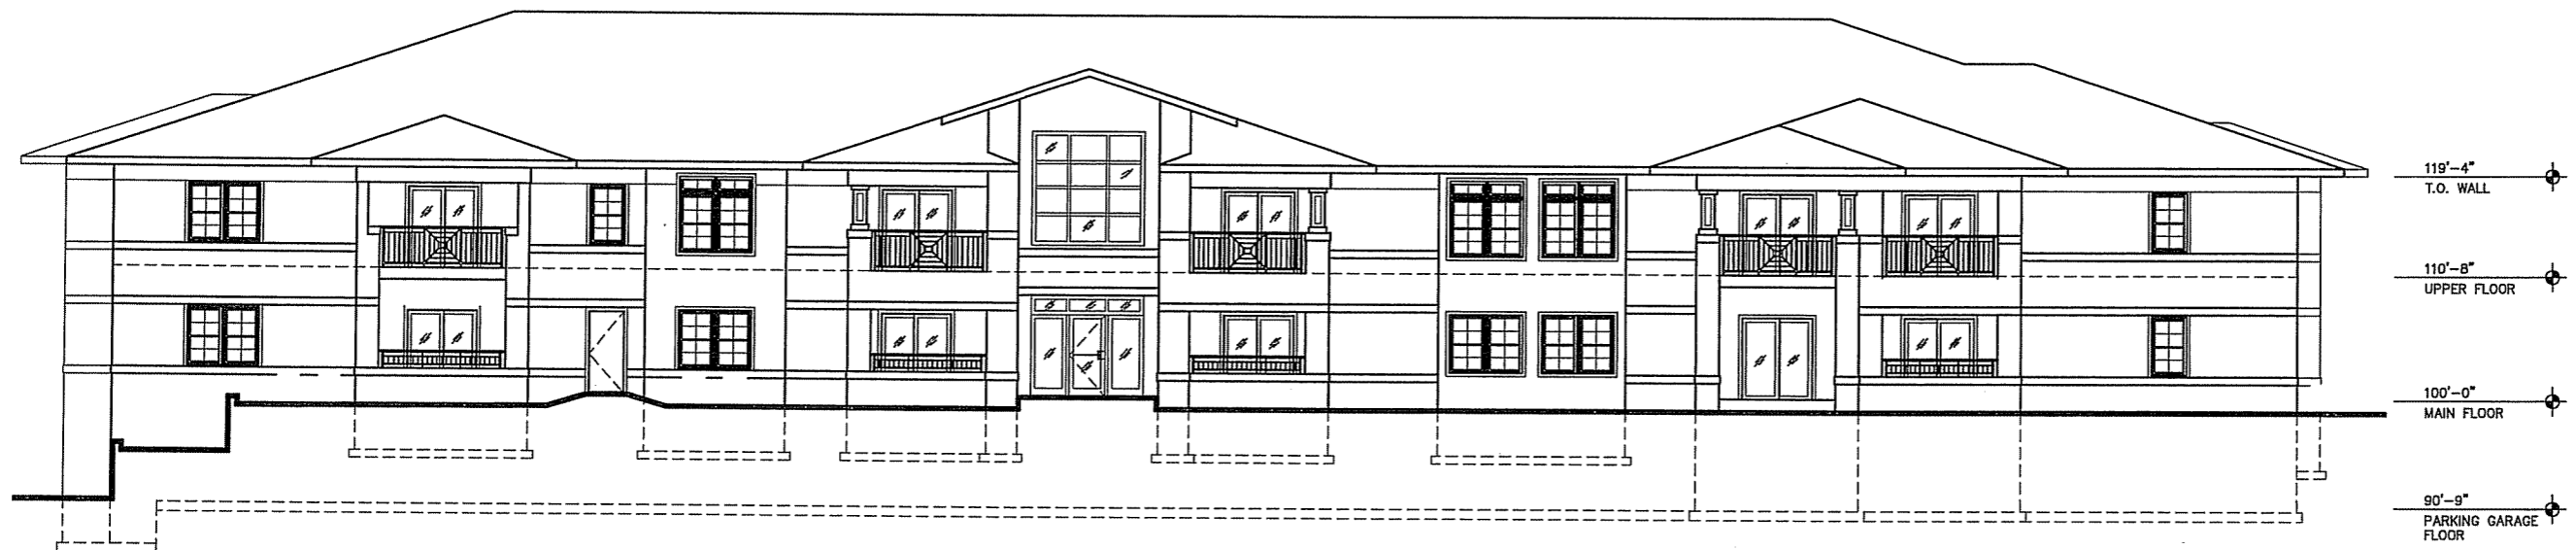 119'-4"
T.O. WALL
110'-8"
UPPER FLOOR
100'-0"
MAIN FLOOR
90'-9"
PARKING GARAGE
FLOOR